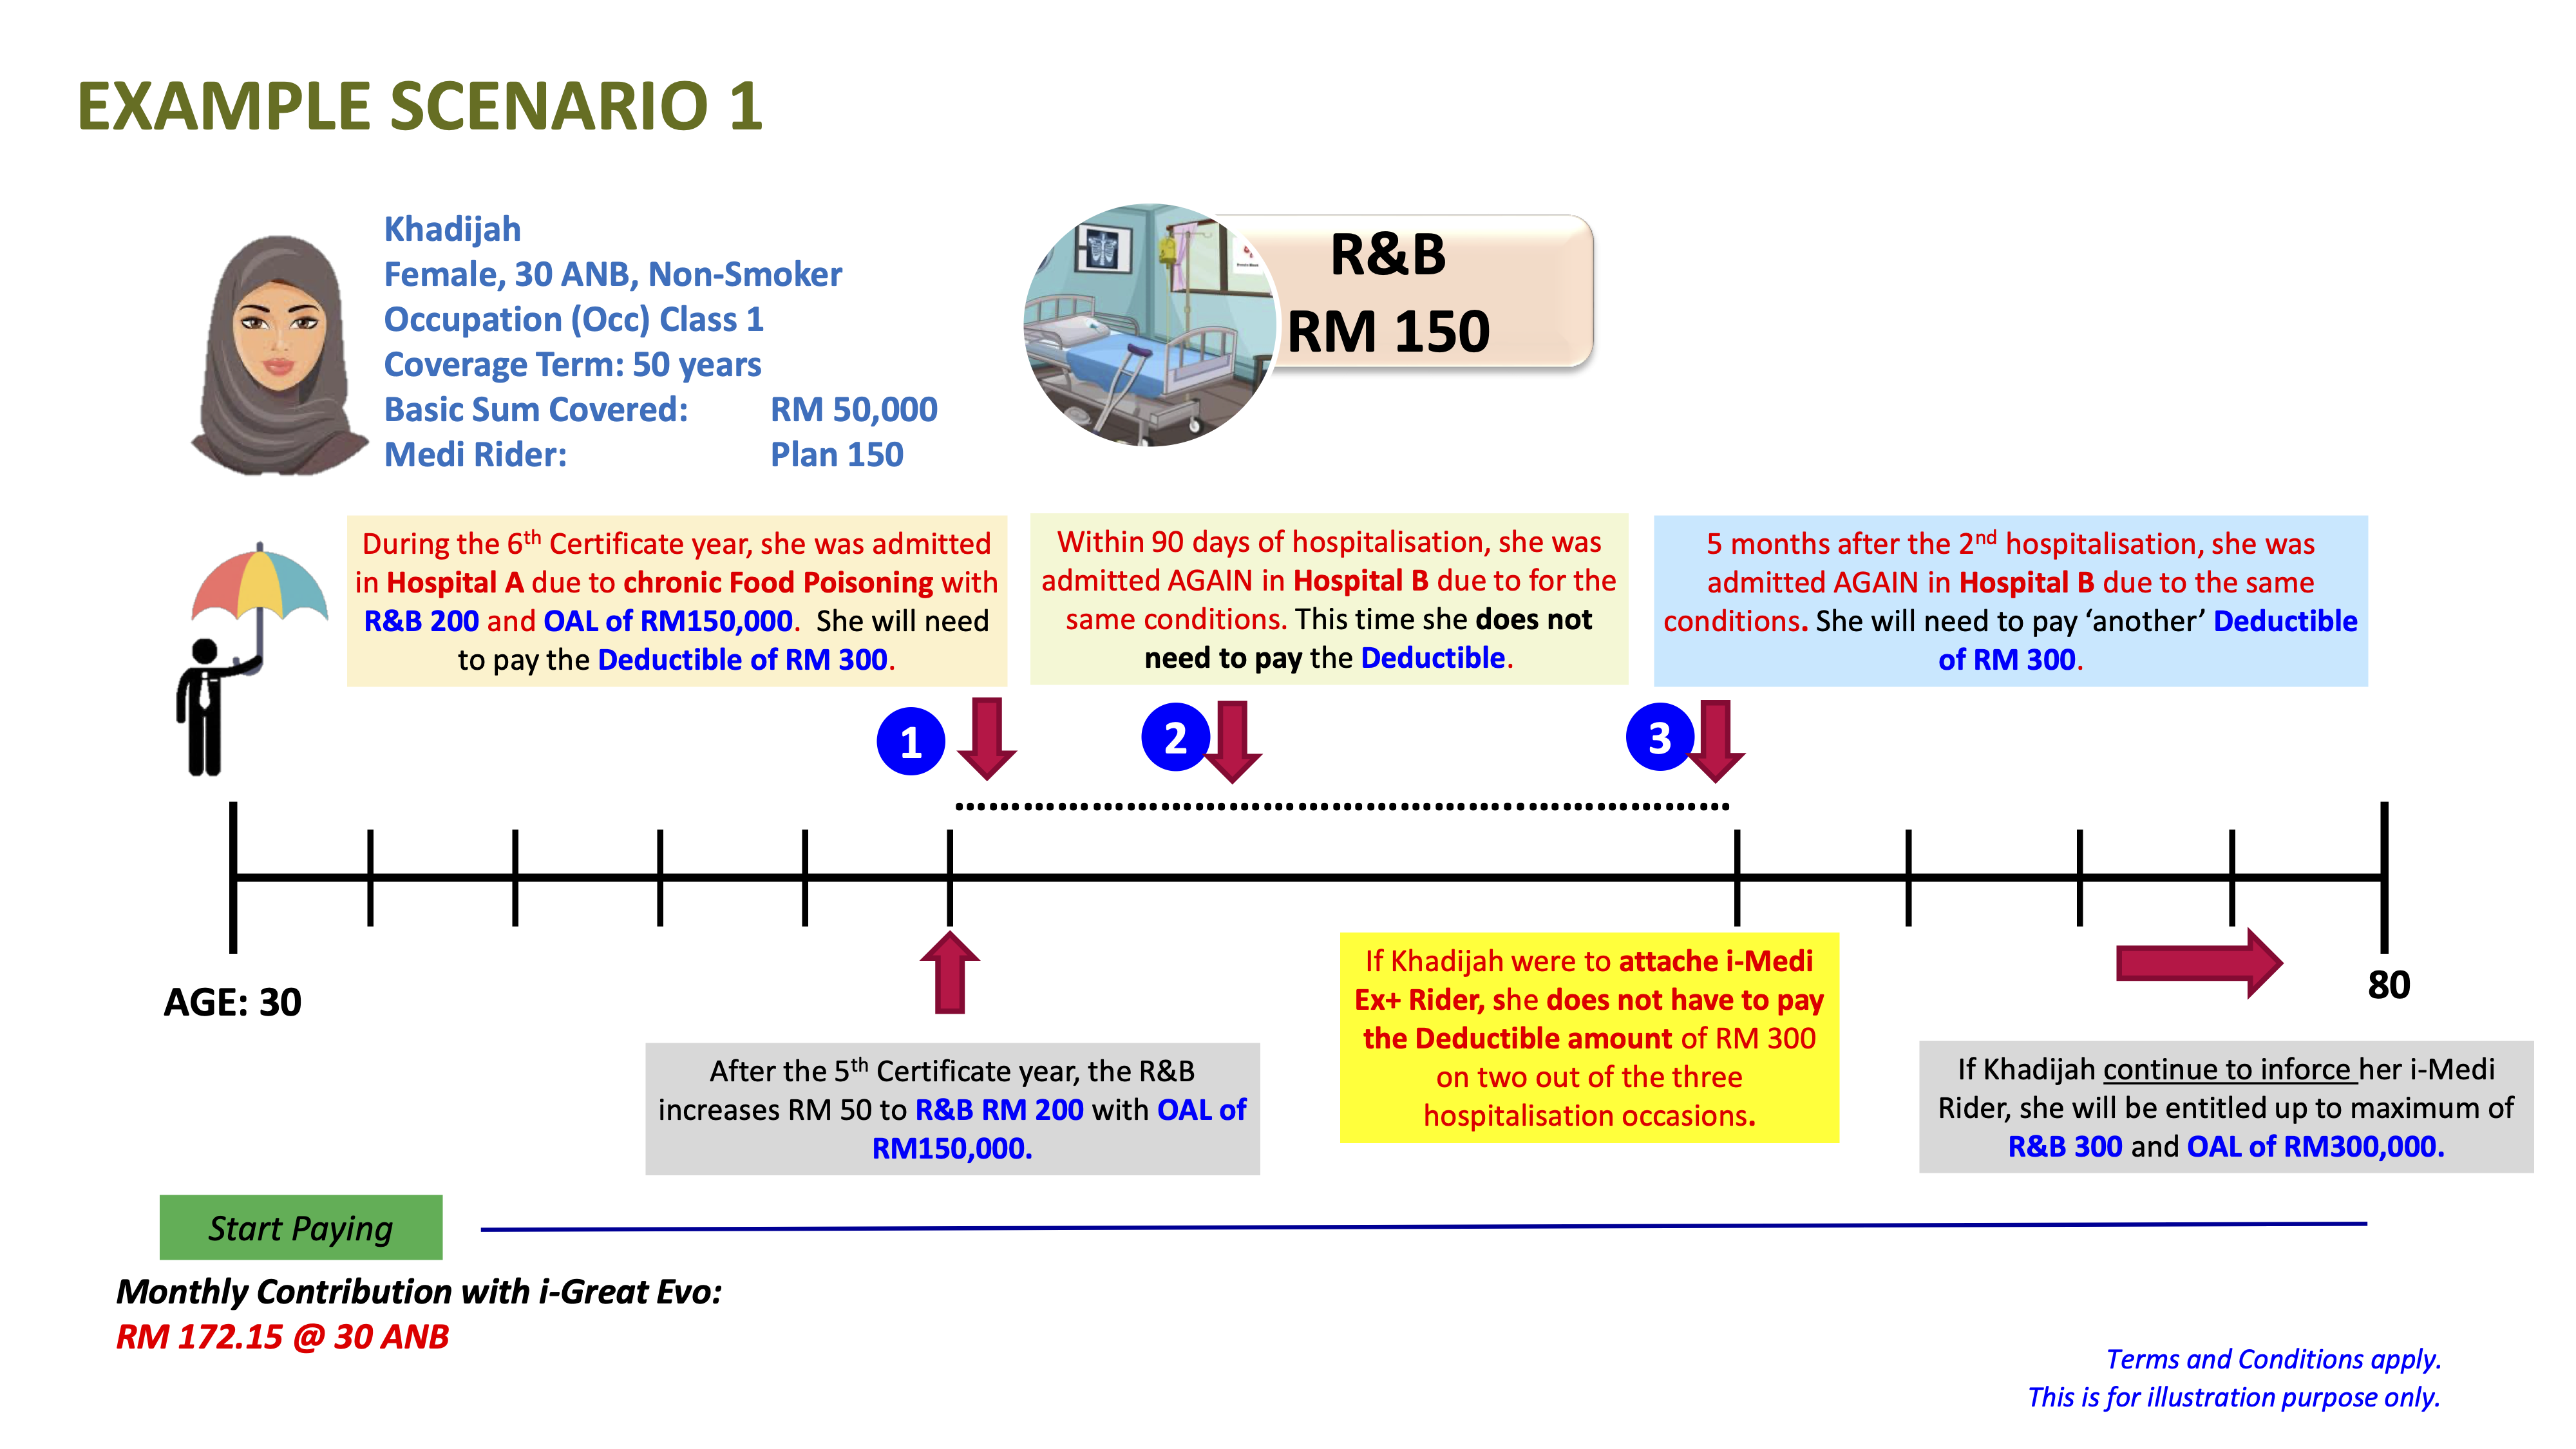 EXAMPLE SCENARIO 1
Khadijah
Female, 30 ANB, Non-Smoker
Occupation (Occ) Class 1
Coverage Term: 50 years
Basic Sum Covered: RM 50,000
Medi Rider: Plan 150
R&B
RM 150
During the 6th Certificate year, she was admitted
in Hospital A due to chronic Food Poisoning with
R&B 200 and OAL of RM150,000. She will need
to pay the Deductible of RM 300.
Within 90 days of hospitalisation, she was
admitted AGAIN in Hospital B due to for the
same conditions. This time she does not
need to pay the Deductible.
5 months after the 2nd hospitalisation, she was
admitted AGAIN in Hospital B due to the same
conditions. She will need to pay ‘another’ Deductible
of RM 300.
1
2
3
AGE: 30
80
After the 5th Certificate year, the R&B
increases RM 50 to R&B RM 200 with OAL of
RM150,000.
If Khadijah were to attache i-Medi
Ex+ Rider, she does not have to pay
the Deductible amount of RM 300
on two out of the three
hospitalisation occasions.
If Khadijah continue to inforce her i-Medi
Rider, she will be entitled up to maximum of
R&B 300 and OAL of RM300,000.
Start Paying
Monthly Contribution with i-Great Evo:
RM 172.15 @ 30 ANB
Terms and Conditions apply.
This is for illustration purpose only.